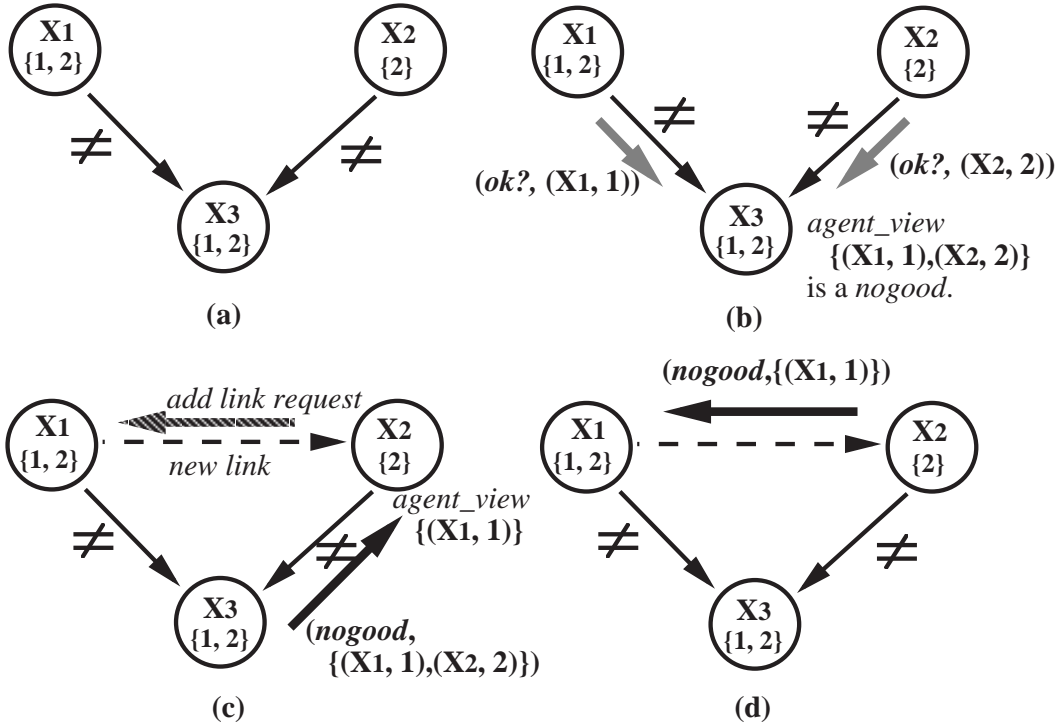 X1
{1, 2}
X2
{2}
≠
≠
X3
{1, 2}
(a)
X1
{1, 2}
X2
{2}
≠
≠
(ok?, (X1, 1))
(ok?, (X2, 2))
X3
{1, 2}
agent_view
{(X1, 1),(X2, 2)}
is a nogood.
(b)
add link request
X1
{1, 2}
X2
{2}
new link
agent_view
{(X1, 1)}
≠
≠
X3
{1, 2}
(nogood,
{(X1, 1),(X2, 2)})
(c)
(nogood,{(X1, 1)})
X1
{1, 2}
X2
{2}
≠
≠
X3
{1, 2}
(d)